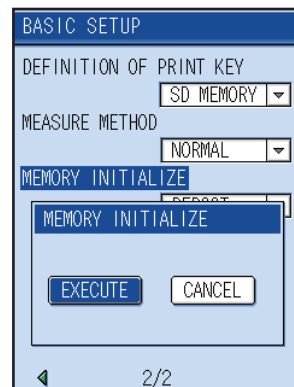 BASIC SETUP
DEFINITION OF PRINT KEY
SD MEMORY
MEASURE METHOD
NORMAL
MEMORY INITIALIZE
MEMORY INITIALIZE
EXECUTE CANCEL
2/2